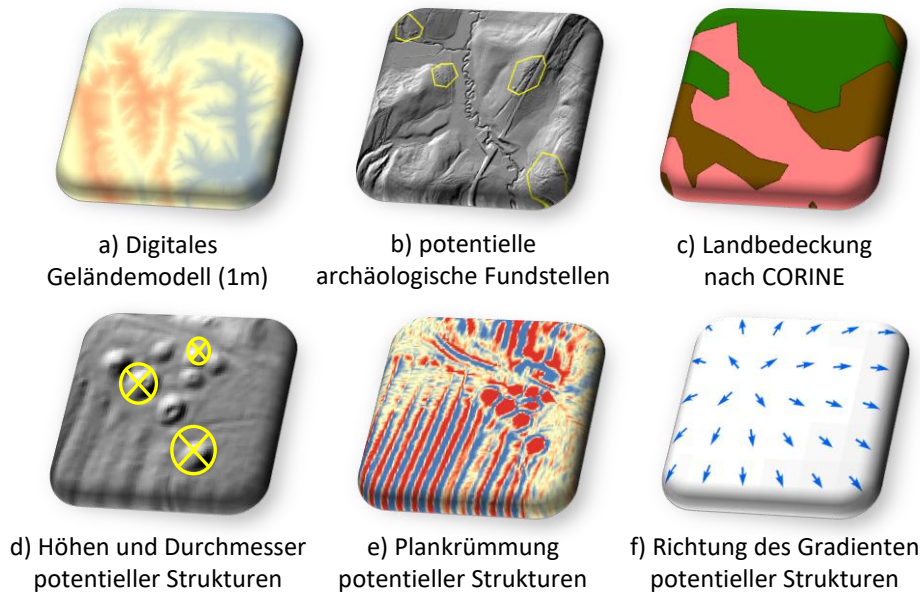 a) Digitales
Geländemodell (1m)
b) potentielle
archäologische Fundstellen
c) Landbedeckung
nach CORINE
d) Höhen und Durchmesser
potentieller Strukturen
e) Plankrümmung
potentieller Strukturen
f) Richtung des Gradienten
potentieller Strukturen